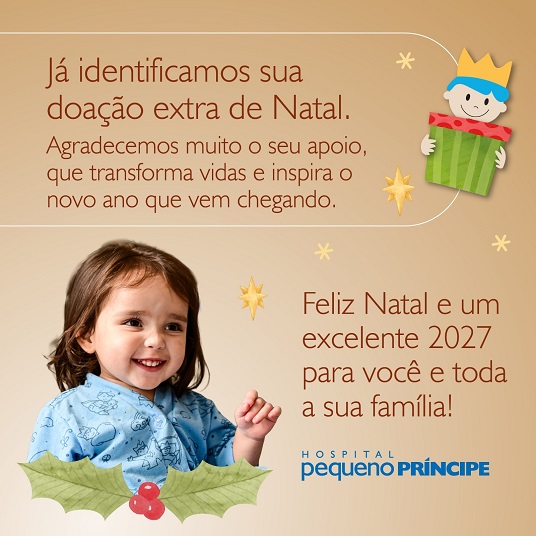 Já identificamos sua
doação extra de Natal.
Agradecemos muito o seu apoio,
que transforma vidas e inspira o
novo ano que vem chegando.
Feliz Natal e um
excelente 2027
para você e toda
a sua família!
HOSPITAL
pequeno PRÍNCIPE